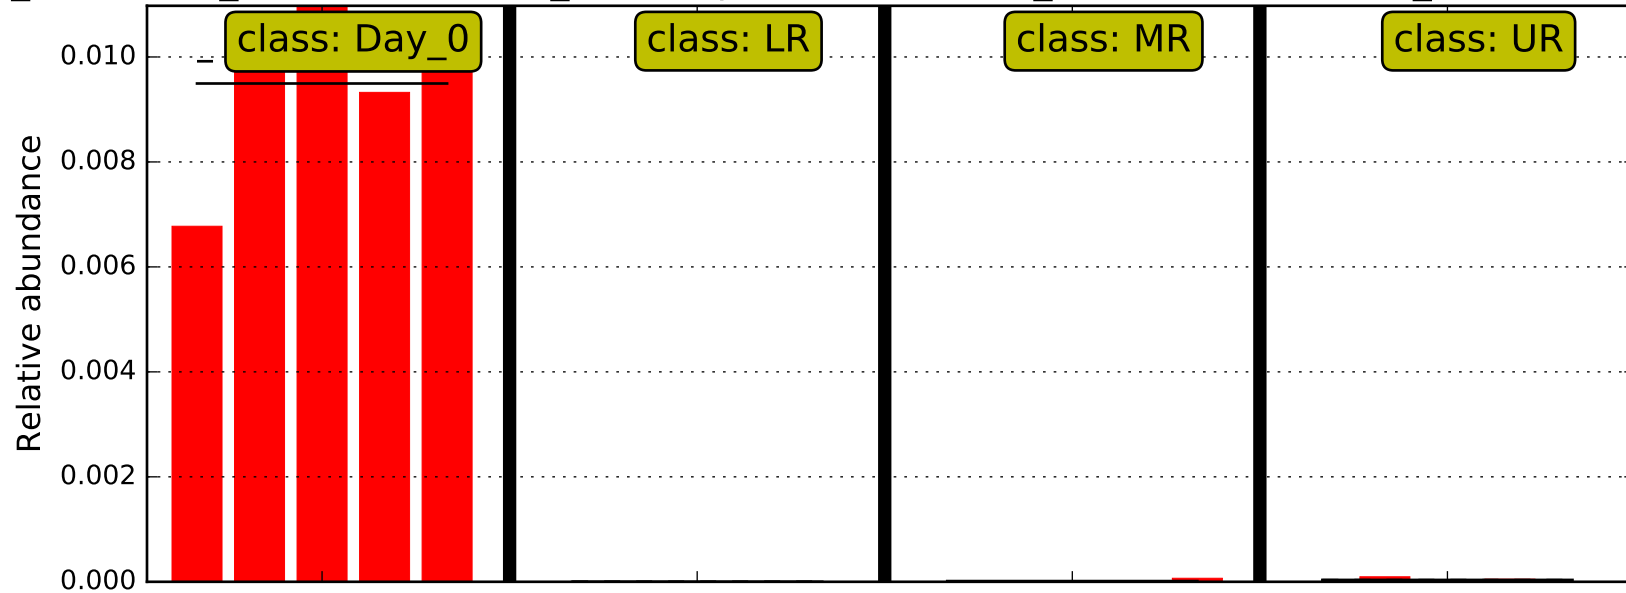 class: Day_0
class: LR
class: MR
class: UR
0.010
0.008
0.006
0.004
0.002
0.000
Relative abundance